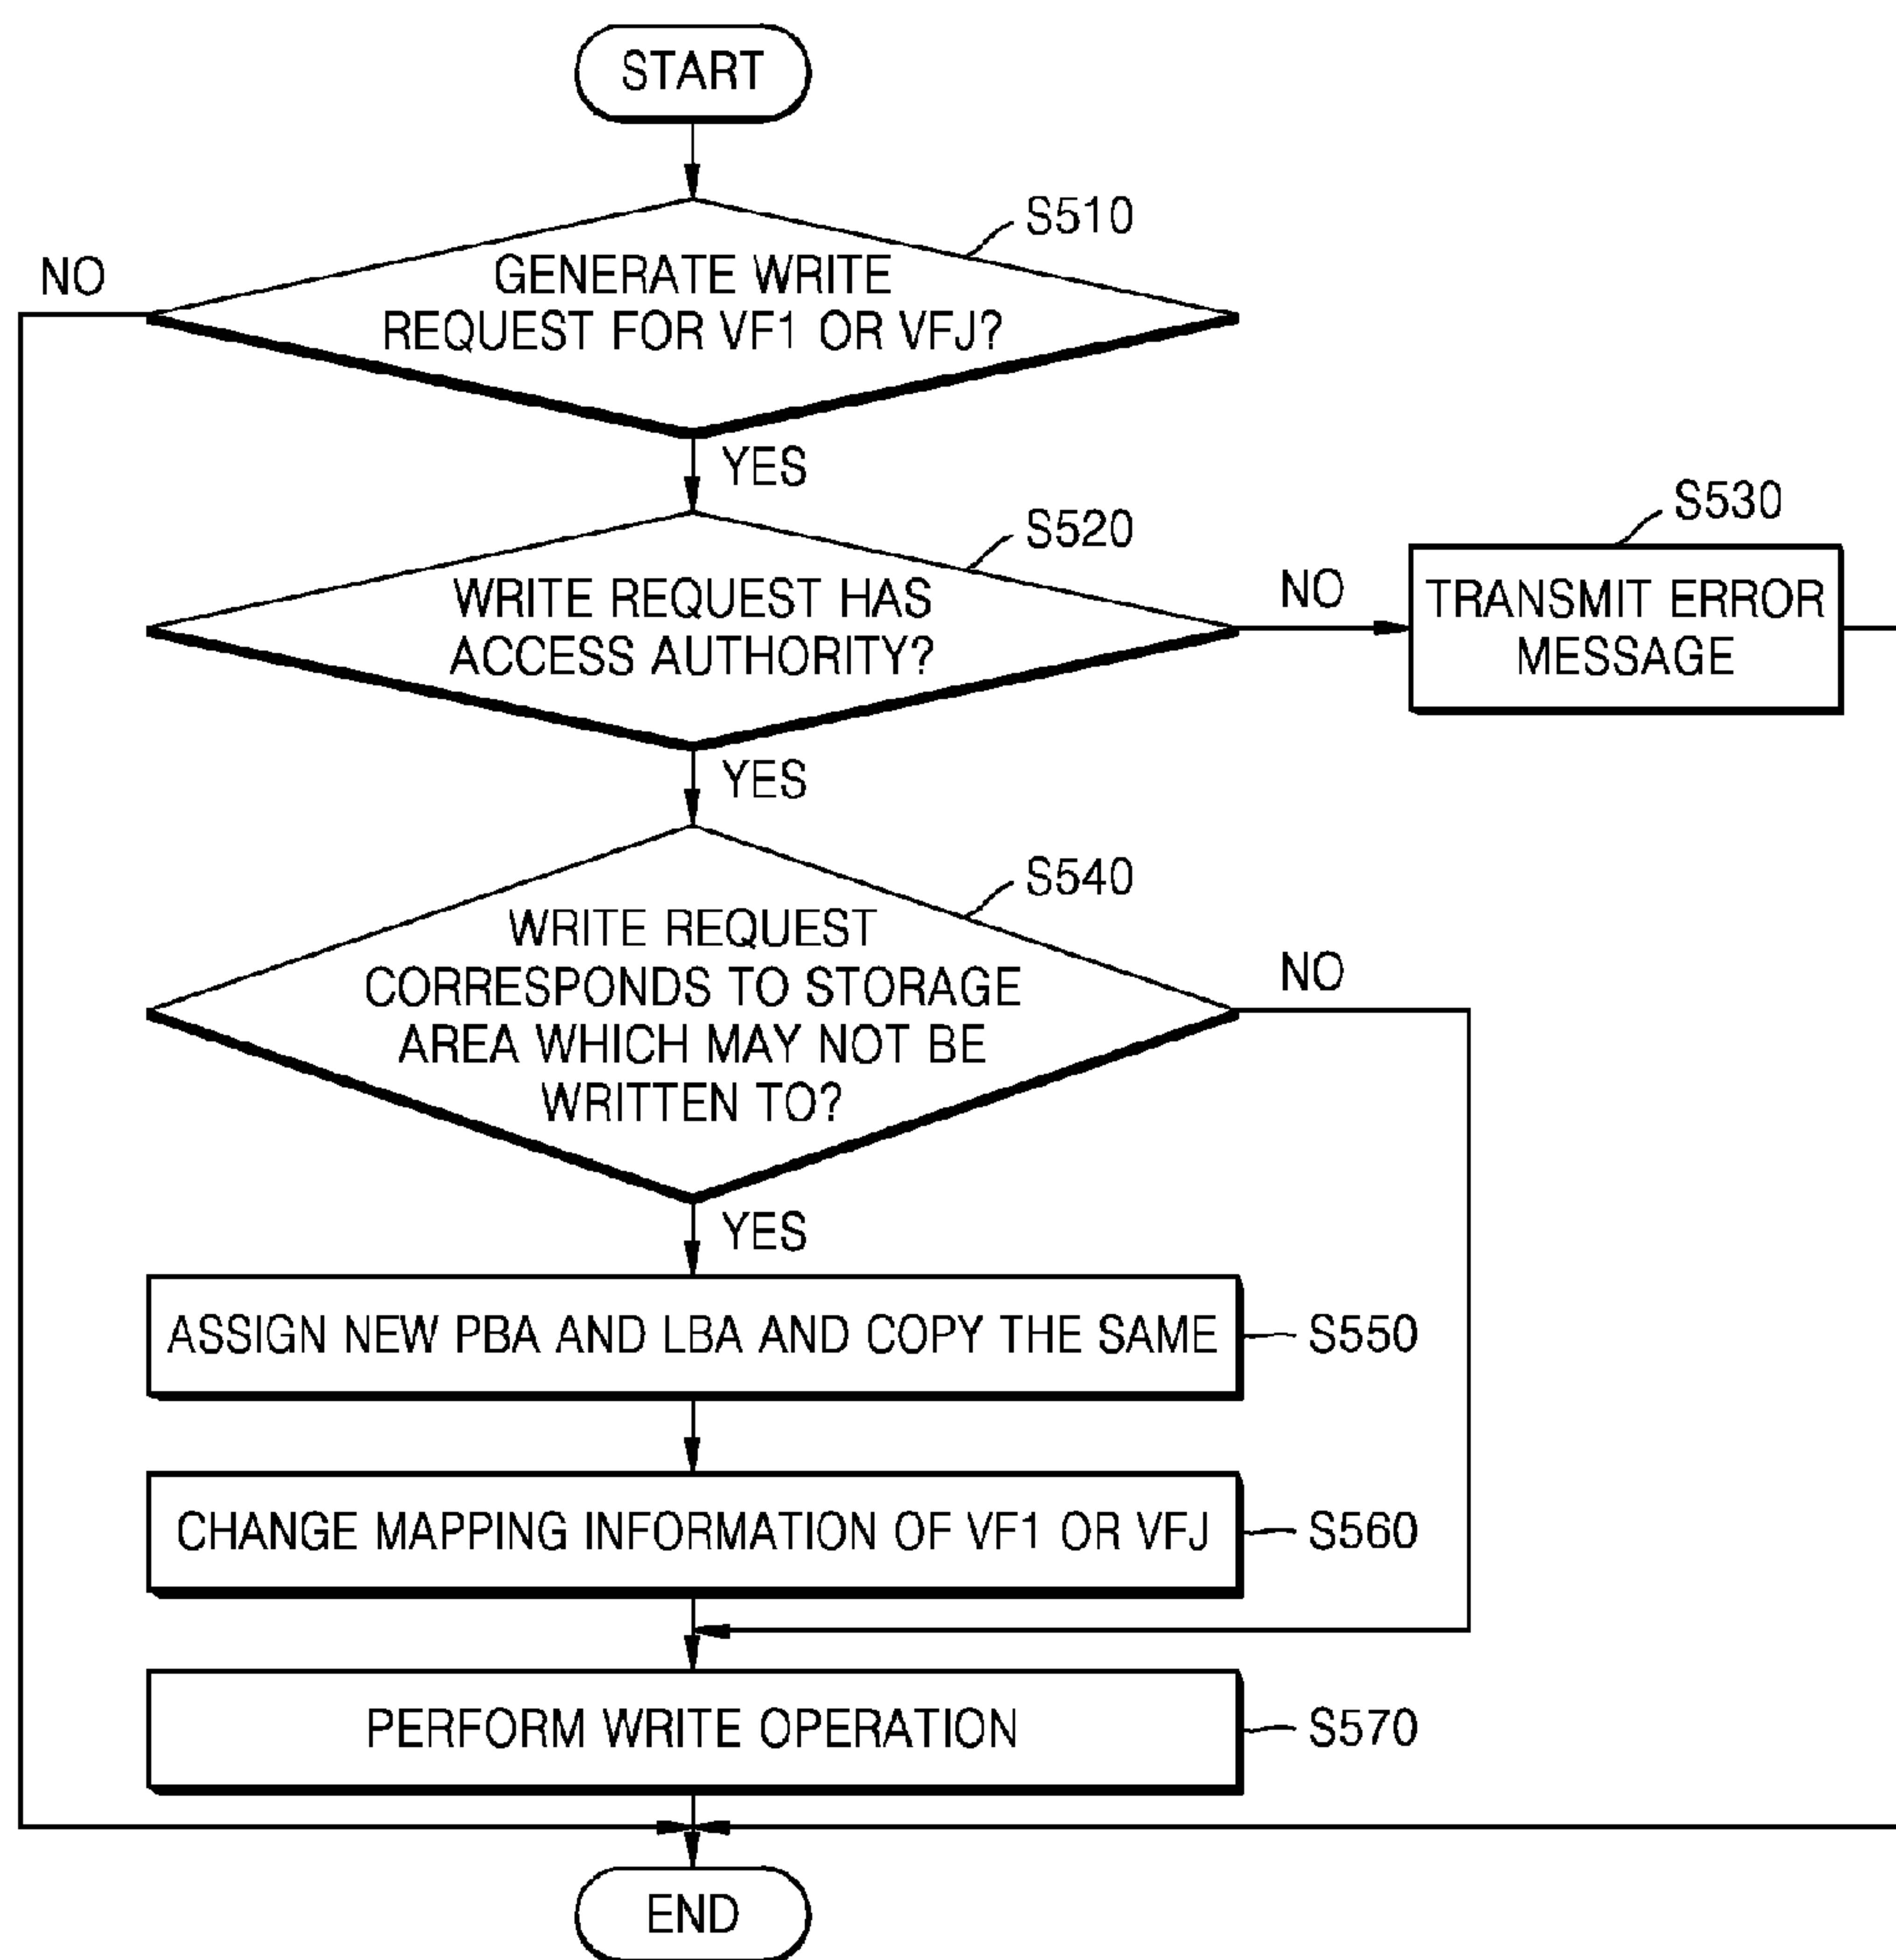 START
S510
NO
GENERATE WRITE
REQUEST FOR VF1 OR VFJ?
YES
S520
S530
WRITE REQUEST HAS
ACCESS AUTHORITY?
NO
TRANSMIT ERROR
MESSAGE
YES
S540
WRITE REQUEST
CORRESPONDS TO STORAGE
AREA WHICH MAY NOT BE
WRITTEN TO?
NO
YES
ASSIGN NEW PBA AND LBA AND COPY THE SAME
S550
CHANGE MAPPING INFORMATION OF VF1 OR VFJ
S560
PERFORM WRITE OPERATION
S570
END